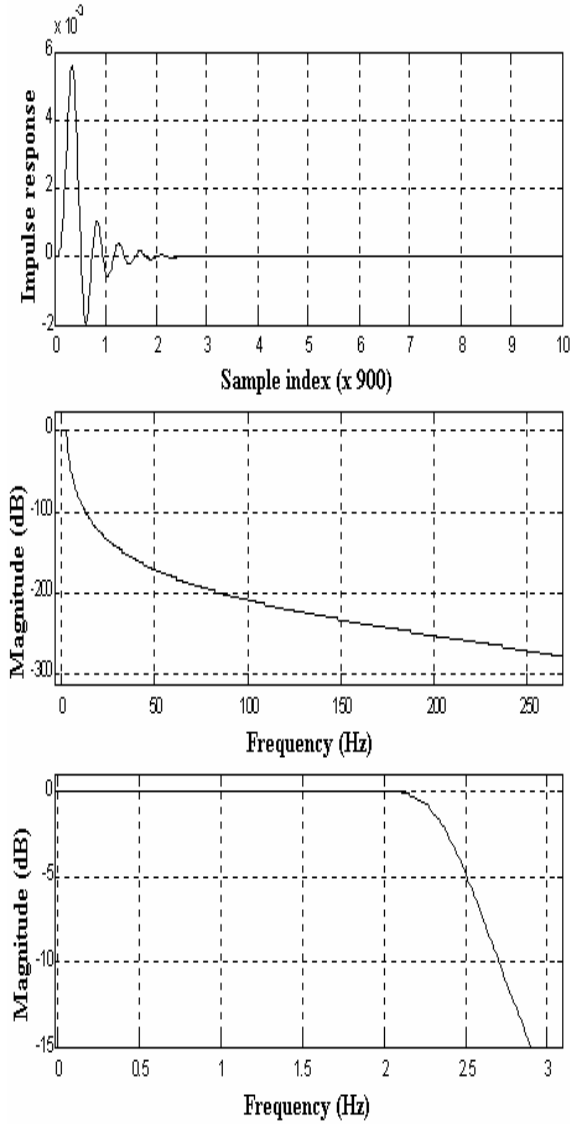 x 10⁻³
6
4
2
0
-2
Impulse response
0 1 2 3 4 5 6 7 8 9 10
Sample index (x 900)
0
-100
-200
-300
Magnitude (dB)
0 50 100 150 200 250
Frequency (Hz)
0
-5
-10
-15
Magnitude (dB)
0 0.5 1 1.5 2 2.5 3
Frequency (Hz)